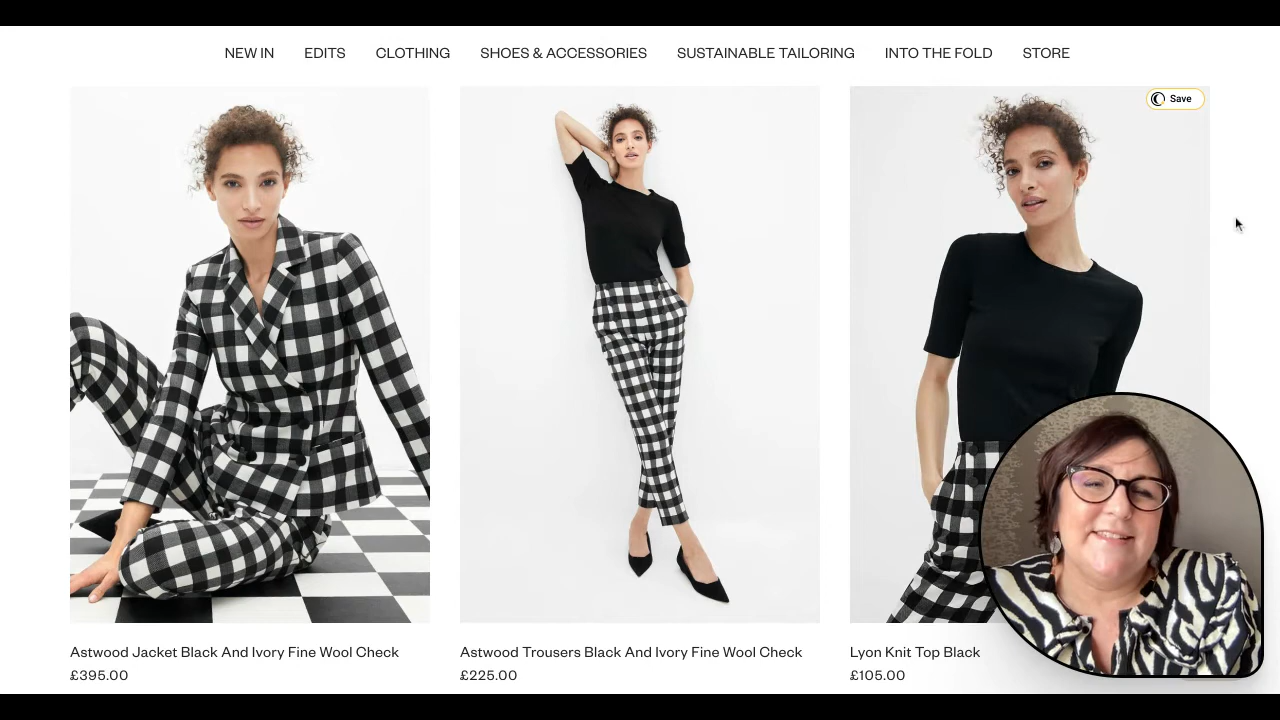 NEW IN EDITS CLOTHING SHOES & ACCESSORIES SUSTAINABLE TAILORING INTO THE FOLD STORE
Save
Astwood Jacket Black And Ivory Fine Wool Check
£395.00
Astwood Trousers Black And Ivory Fine Wool Check
£225.00
Lyon Knit Top Black
£105.00